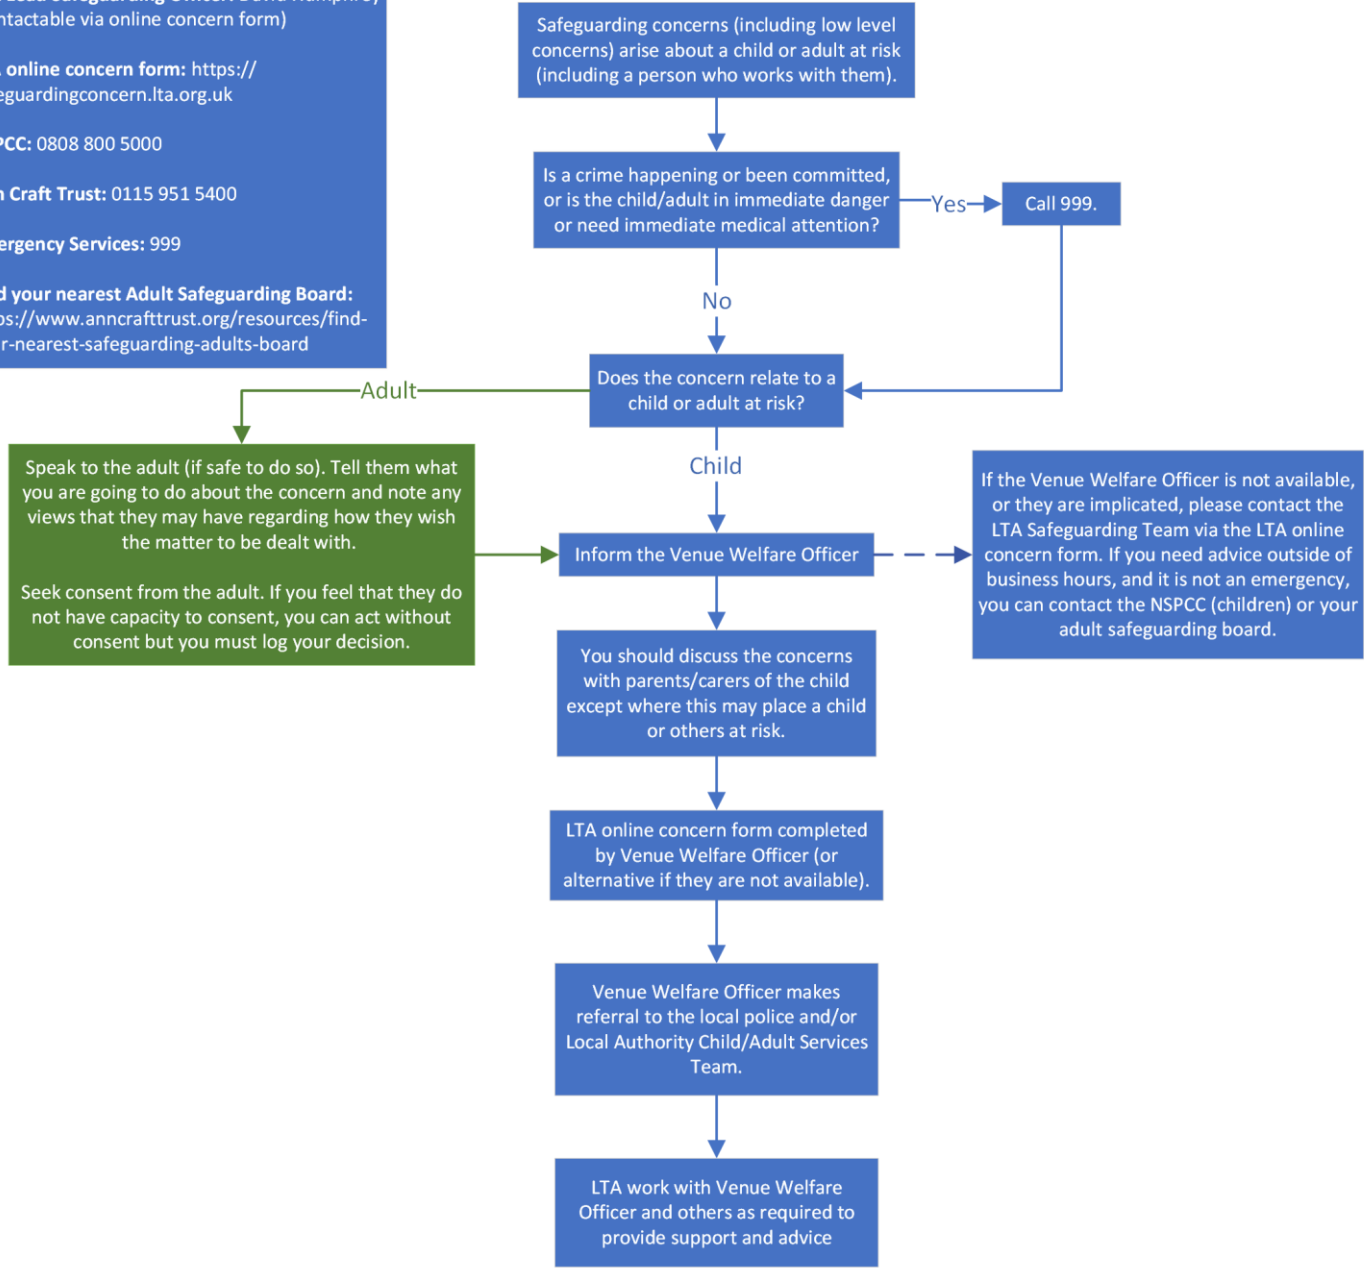 contactable via online concern form)
online concern form: https://
safeguardingconcern.lta.org.uk
NSPCC: 0808 800 5000
Craft Trust: 0115 951 5400
Emergency Services: 999
your nearest Adult Safeguarding Board:
https://www.anncrafttrust.org/resources/find-
your-nearest-safeguarding-adults-board
Safeguarding concerns (including low level
concerns) arise about a child or adult at risk
(including a person who works with them).
Is a crime happening or been committed,
or is the child/adult in immediate danger
or need immediate medical attention?
Yes
Call 999.
No
Does the concern relate to a
child or adult at risk?
Adult
Child
Speak to the adult (if safe to do so). Tell them what
you are going to do about the concern and note any
views that they may have regarding how they wish
the matter to be dealt with.
Seek consent from the adult. If you feel that they do
not have capacity to consent, you can act without
consent but you must log your decision.
Inform the Venue Welfare Officer
If the Venue Welfare Officer is not available,
or they are implicated, please contact the
LTA Safeguarding Team via the LTA online
concern form. If you need advice outside of
business hours, and it is not an emergency,
you can contact the NSPCC (children) or your
adult safeguarding board.
You should discuss the concerns
with parents/carers of the child
except where this may place a child
or others at risk.
LTA online concern form completed
by Venue Welfare Officer (or
alternative if they are not available).
Venue Welfare Officer makes
referral to the local police and/or
Local Authority Child/Adult Services
Team.
LTA work with Venue Welfare
Officer and others as required to
provide support and advice